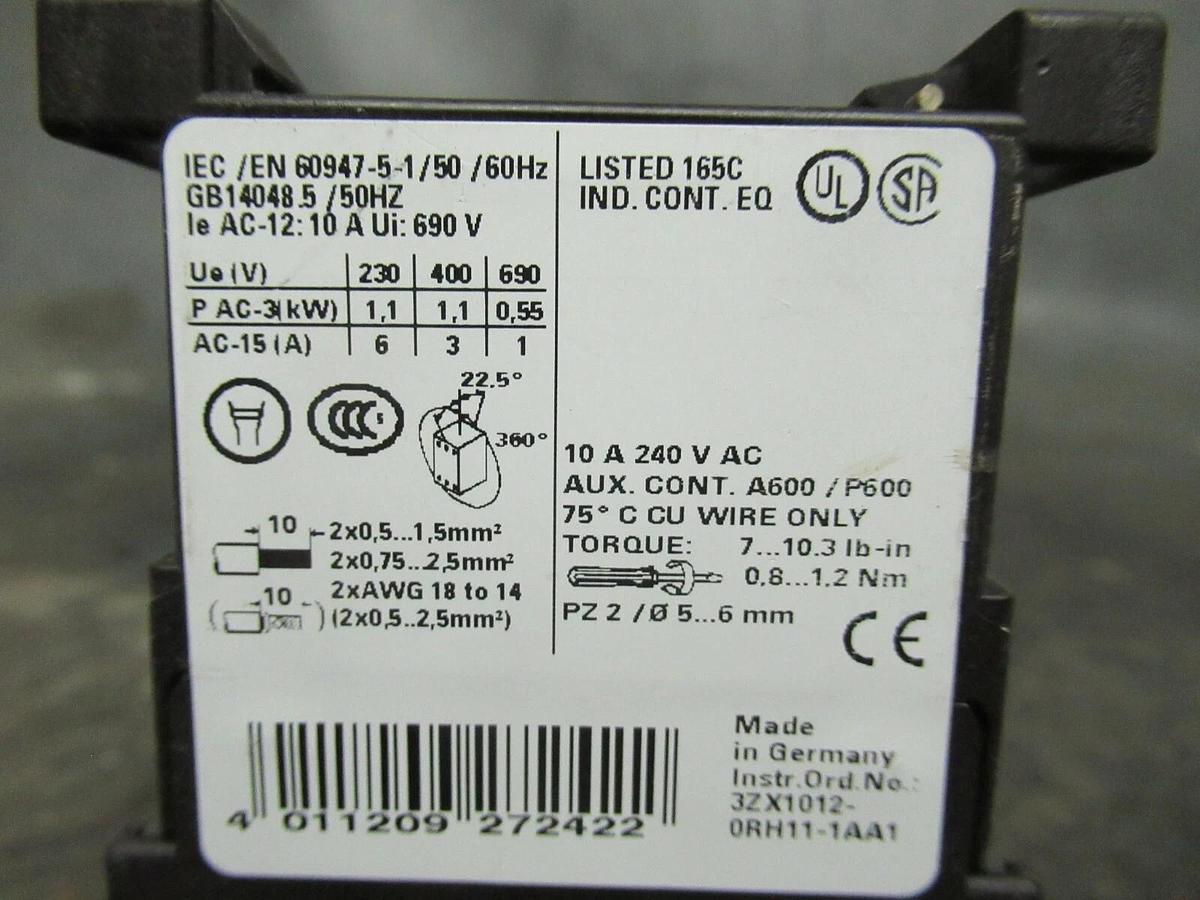 IEC /EN 60947-5-1/50 /60Hz
GB14048.5 /50HZ
Ie AC-12: 10 A Ui: 690 V
Ue (V) 230 400 690
P AC-3(kW) 1,1 1,1 0,55
AC-15 (A) 6 3 1
CCC S
22.5°
360°
10 2x0,5...1,5mm²
2x0,75...2,5mm²
2xAWG 18 to 14
10 (2x0,5..2,5mm²)
LISTED 165C
IND. CONT. EQ
UL
SA
10 A 240 V AC
AUX. CONT. A600 / P600
75° C CU WIRE ONLY
TORQUE: 7...10.3 lb-in
0,8...1.2 Nm
PZ 2 / Ø 5...6 mm
CE
4 011209 272422
Made
in Germany
Instr.Ord.No.:
3ZX1012-
0RH11-1AA1